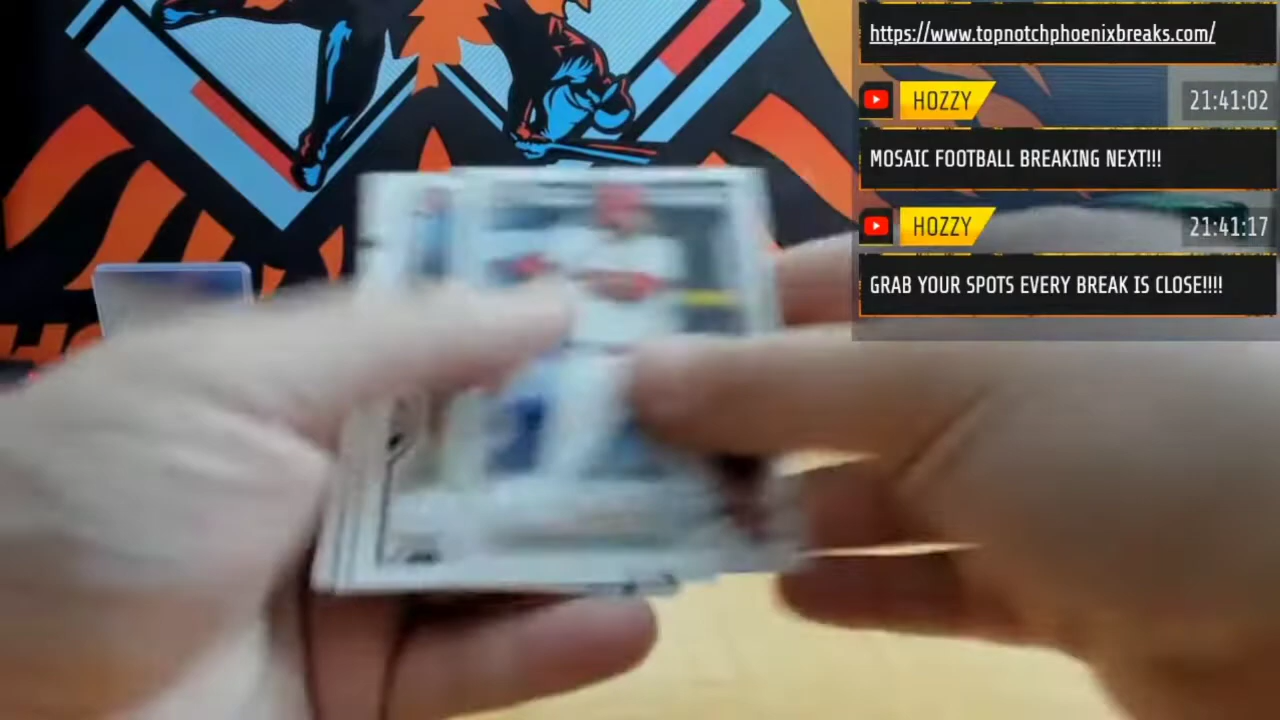 https://www.topnotchphoenixbreaks.com/
HOZZY
21:41:02
MOSAIC FOOTBALL BREAKING NEXT!!!
HOZZY
21:41:17
GRAB YOUR SPOTS EVERY BREAK IS CLOSE!!!!